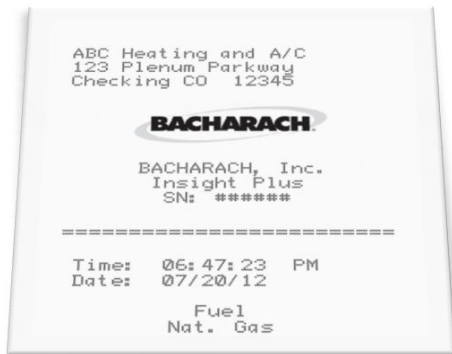 ABC Heating and A/C
123 Plenum Parkway
Checking CO 12345
BACHARACH.
BACHARACH, Inc.
Insight Plus
SN: ######
=========================
Time: 06:47:23 PM
Date: 07/20/12
Fuel
Nat. Gas